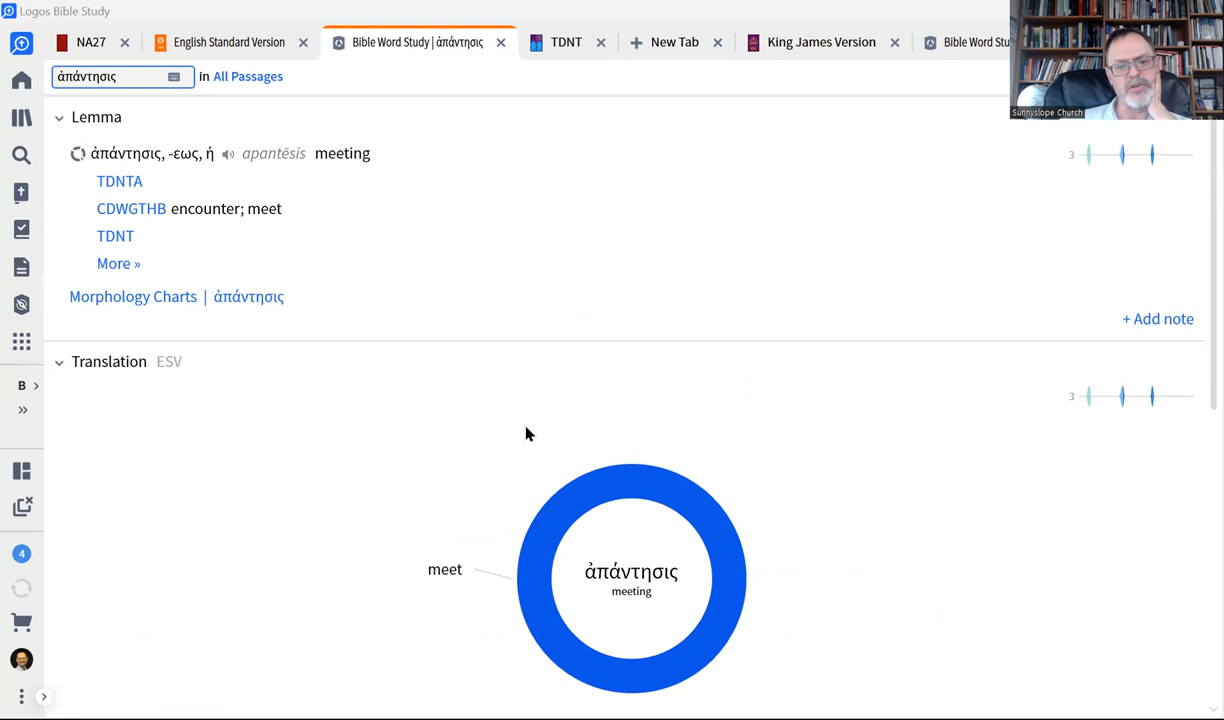 Logos Bible Study
NA27
English Standard Version
Bible Word Study | ἀπάντησις
TDNT
New Tab
King James Version
Bible Word Stu
ἀπάντησις
in All Passages
Sunnyslope Church
Lemma
ἀπάντησις, -εως, ἡ apantēsis meeting
3
TDNTA
CDWGTHB encounter; meet
TDNT
More »
Morphology Charts | ἀπάντησις
+ Add note
Translation ESV
B
3
meet
ἀπάντησις
meeting
4